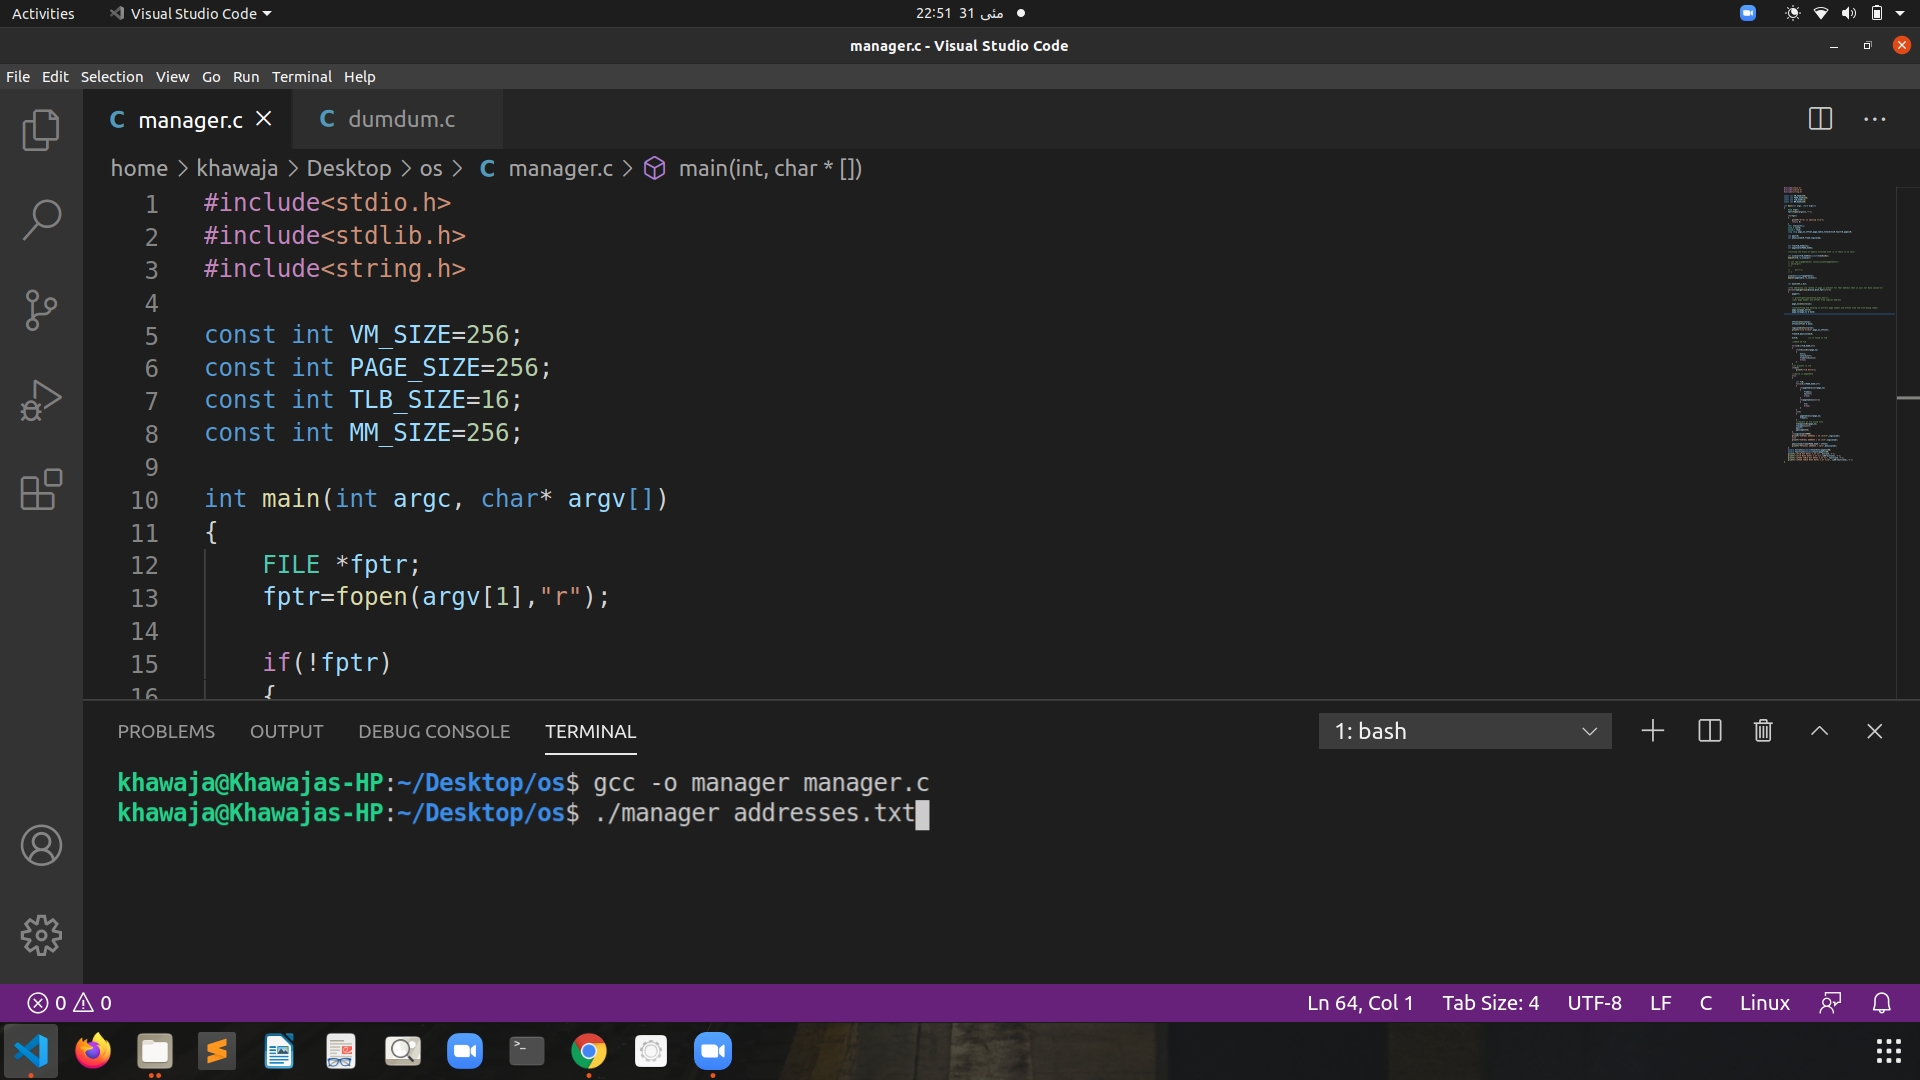 Activities
Visual Studio Code
22:51 31 مئی
manager.c - Visual Studio Code
File Edit Selection View Go Run Terminal Help
C manager.c
C dumdum.c
home > khawaja > Desktop > os > C manager.c > main(int, char * [])
1 #include<stdio.h>
2 #include<stdlib.h>
3 #include<string.h>
4
5 const int VM_SIZE=256;
6 const int PAGE_SIZE=256;
7 const int TLB_SIZE=16;
8 const int MM_SIZE=256;
9
10 int main(int argc, char* argv[])
11 {
12 FILE *fptr;
13 fptr=fopen(argv[1],"r");
14
15 if(!fptr)
16 {
PROBLEMS OUTPUT DEBUG CONSOLE TERMINAL
1: bash
khawaja@Khawajas-HP:~/Desktop/os$ gcc -o manager manager.c
khawaja@Khawajas-HP:~/Desktop/os$ ./manager addresses.txt
0 0
Ln 64, Col 1 Tab Size: 4 UTF-8 LF C Linux